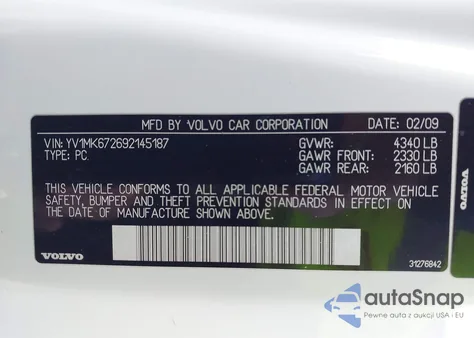 MFD BY VOLVO CAR CORPORATION DATE: 02/09
VIN: YV1MK672692145187 GVWR: 4340 LB
TYPE: PC. GAWR FRONT: 2330 LB
GAWR REAR: 2160 LB
THIS VEHICLE CONFORMS TO ALL APPLICABLE FEDERAL MOTOR VEHICLE
SAFETY, BUMPER AND THEFT PREVENTION STANDARDS IN EFFECT ON
THE DATE OF MANUFACTURE SHOWN ABOVE.
VOLVO 31276842
VOLVO
autoSnap
Pewne auta z aukcji USA i EU